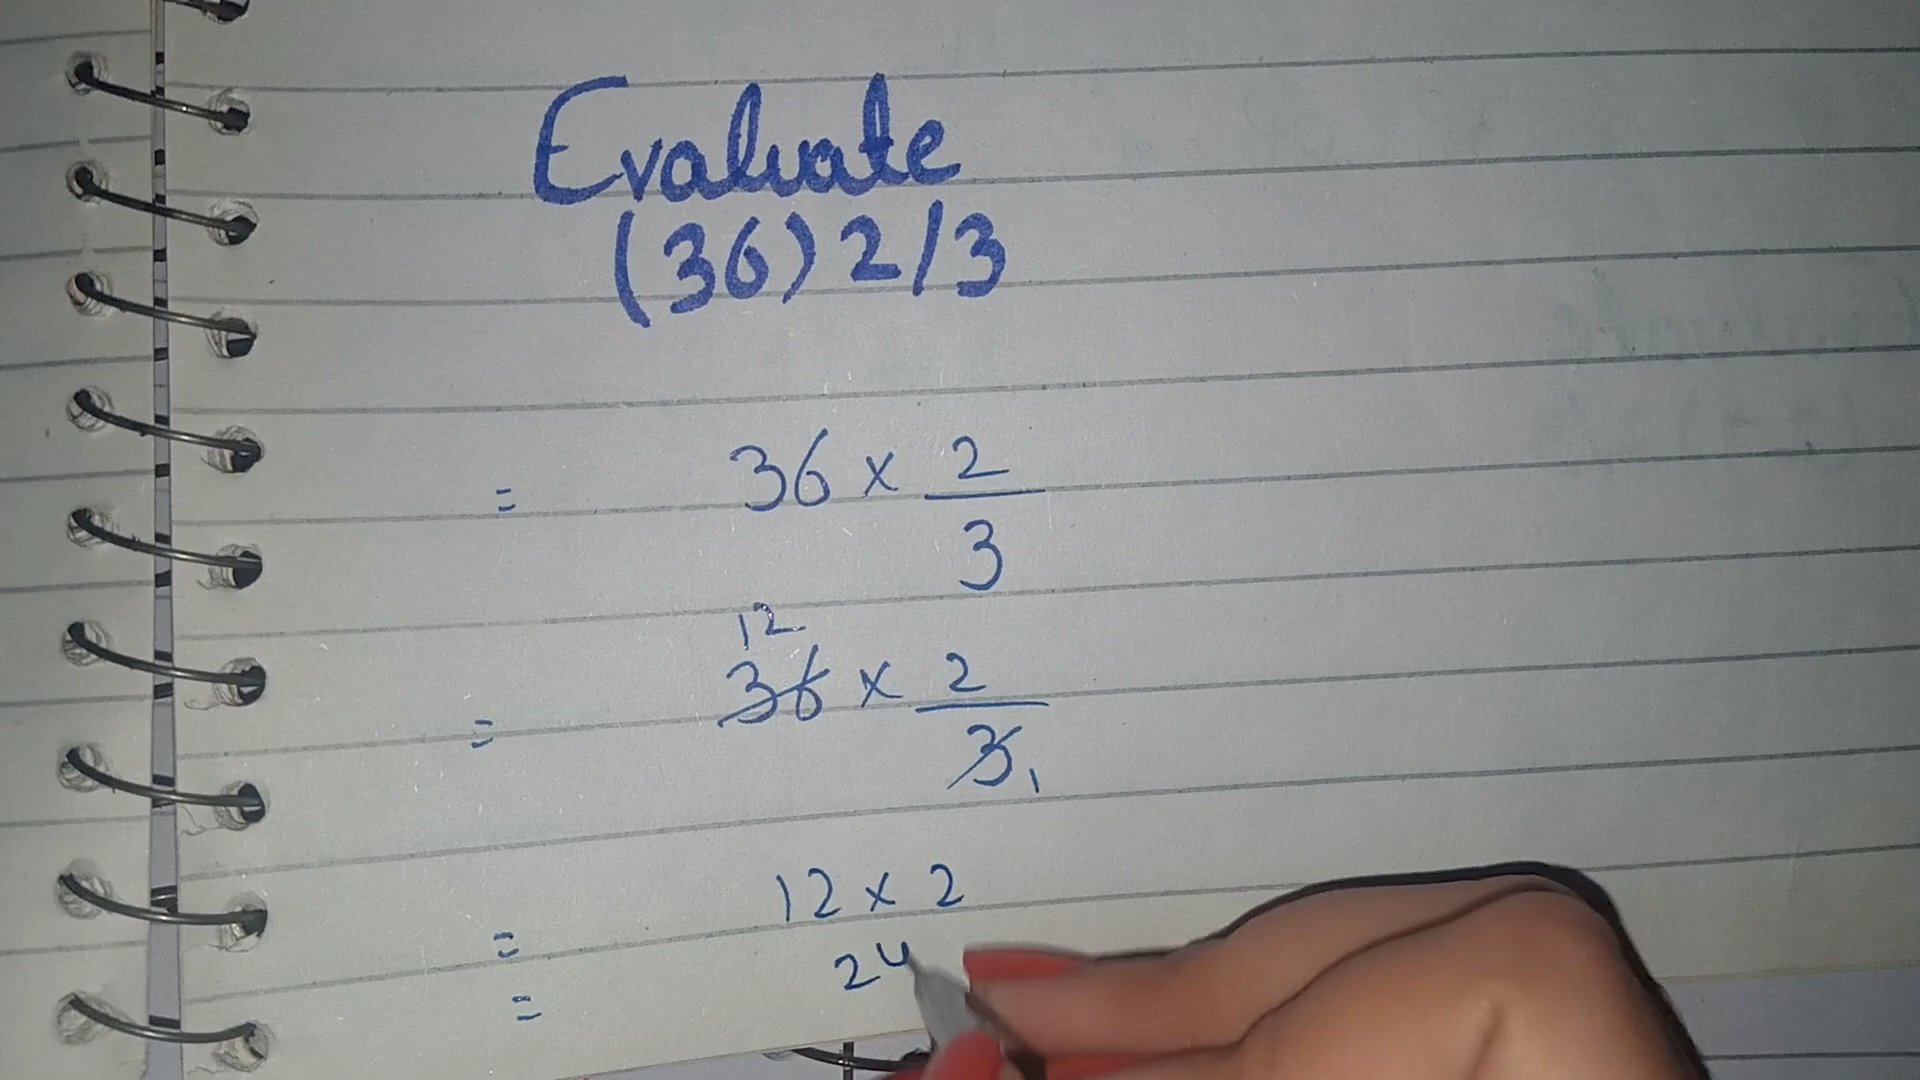 Evaluate
(36) 2/3
= 36 x 2
3
12
= 36 x 2
3 1
= 12 x 2
= 24